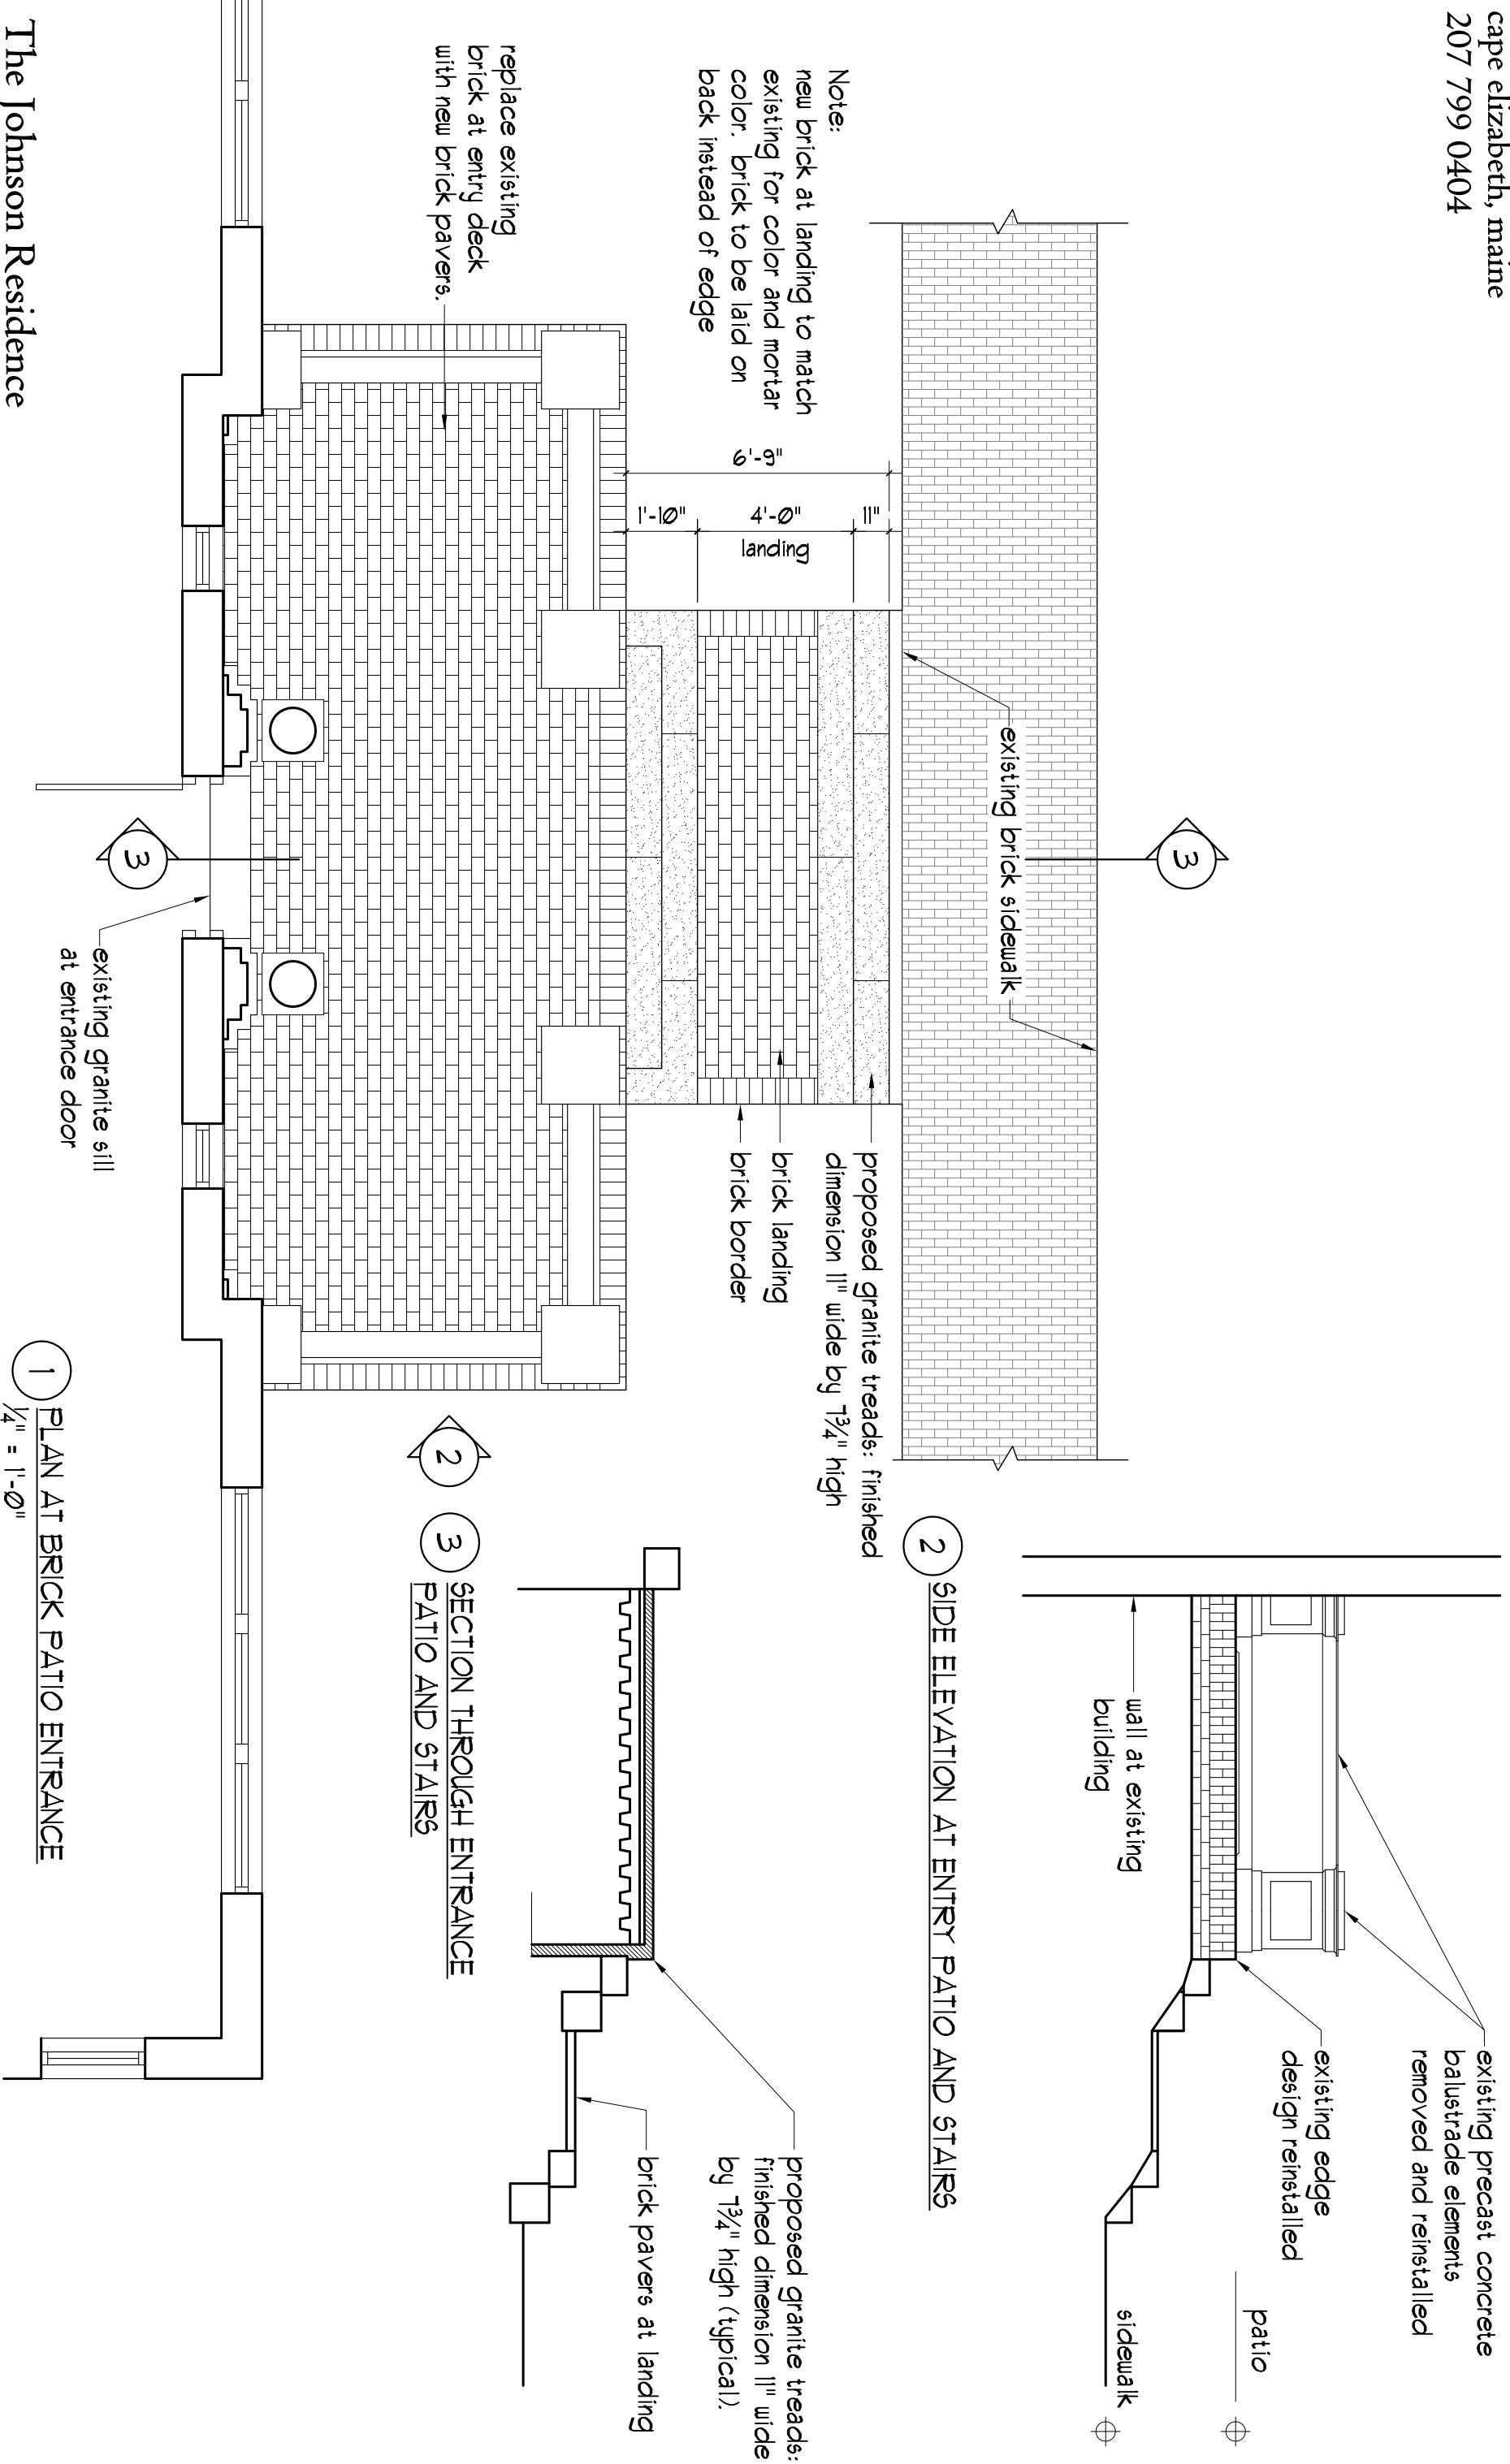 cape elizabeth, maine
207 799 0404
Note:
new brick at landing to match
existing for color and mortar
color. brick to be laid on
back instead of edge
replace existing
brick at entry deck
with new brick pavers.
6'-9"
1'-10"
4'-0"
11"
landing
existing brick sidewalk
3
3
proposed granite treads: finished
dimension 11" wide by 7¾" high
brick landing
brick border
existing granite sill
at entrance door
2
1
PLAN AT BRICK PATIO ENTRANCE
¼" = 1'-0"
existing precast concrete
balustrade elements
removed and reinstalled
existing edge
design reinstalled
patio
sidewalk
wall at existing
building
2
SIDE ELEVATION AT ENTRY PATIO AND STAIRS
proposed granite treads:
finished dimension 11" wide
by 7¾" high (typical).
brick pavers at landing
3
SECTION THROUGH ENTRANCE
PATIO AND STAIRS
The Johnson Residence